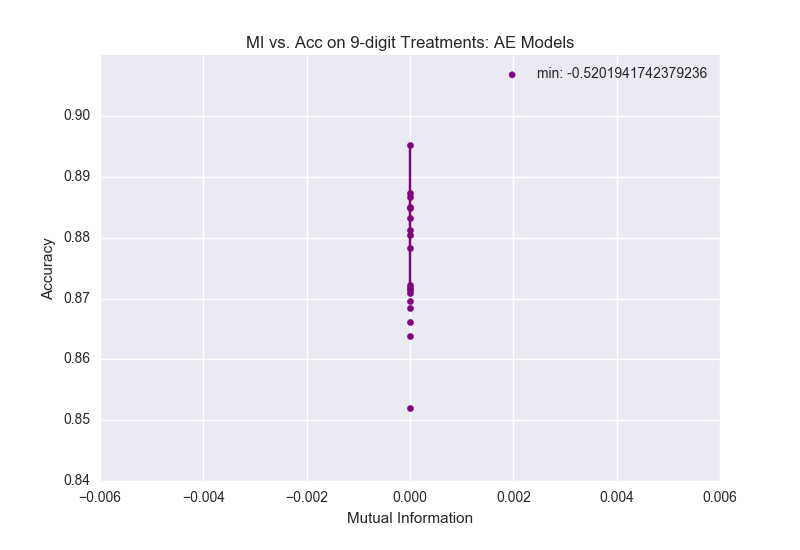 MI vs. Acc on 9-digit Treatments: AE Models
min: -0.5201941742379236
0.90
0.89
0.88
0.87
0.86
0.85
0.84
Accuracy
−0.006 −0.004 −0.002 0.000 0.002 0.004 0.006
Mutual Information